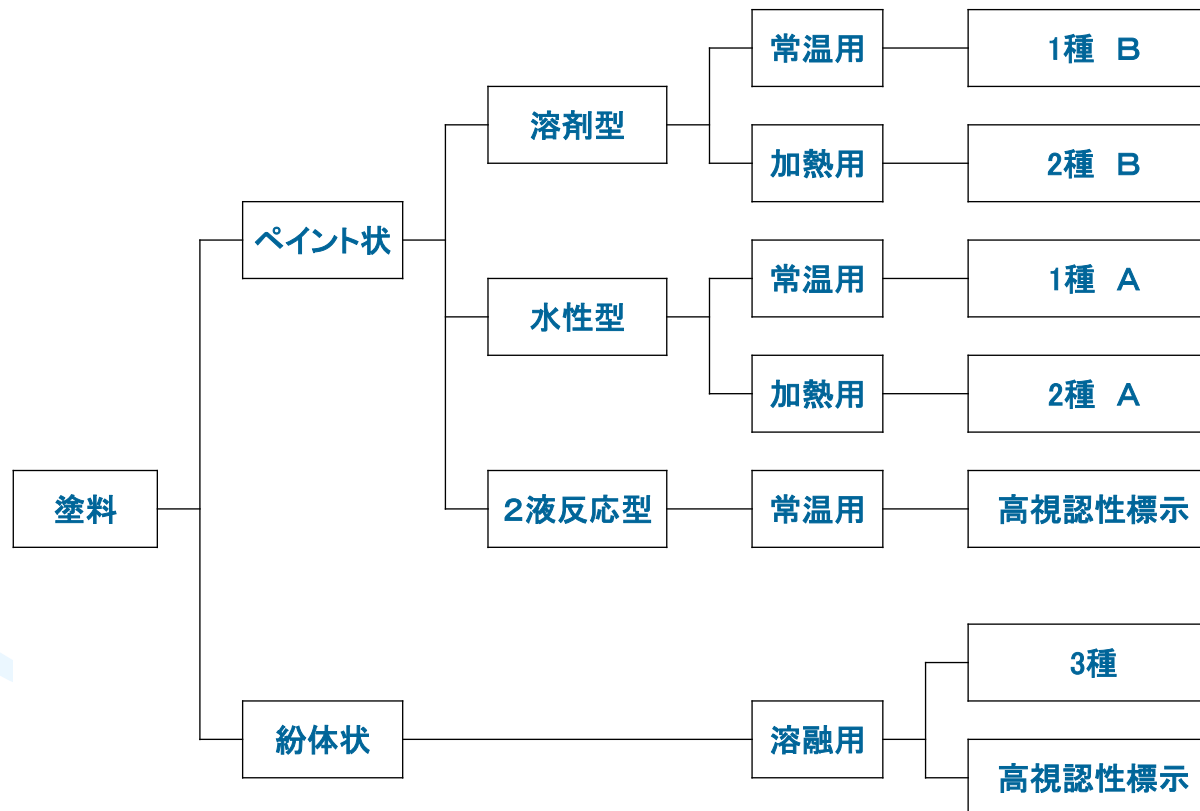 常温用
1種 B
溶剤型
加熱用
2種 B
ペイント状
常温用
1種 A
水性型
加熱用
2種 A
塗料
２液反応型
常温用
高視認性標示
3種
紛体状
溶融用
高視認性標示